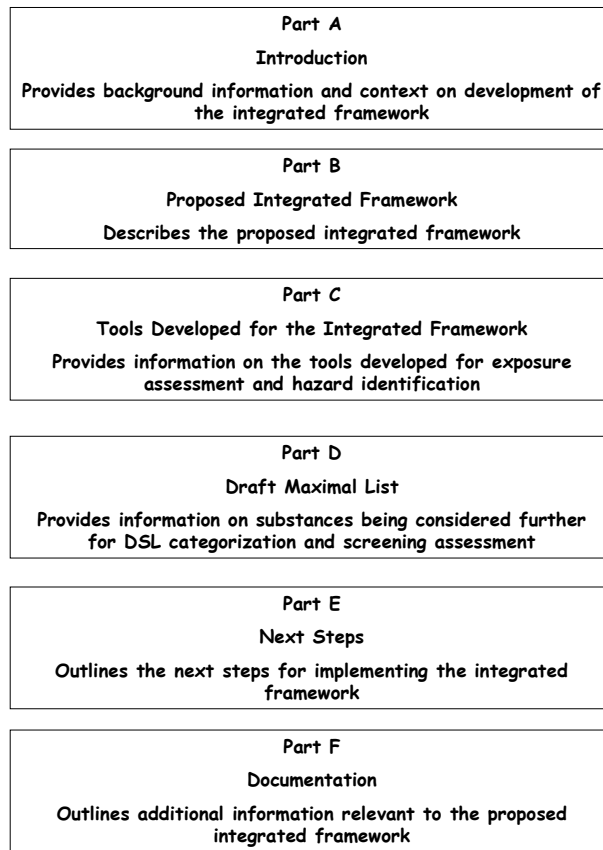 Part A
Introduction
Provides background information and context on development of
the integrated framework
Part B
Proposed Integrated Framework
Describes the proposed integrated framework
Part C
Tools Developed for the Integrated Framework
Provides information on the tools developed for exposure
assessment and hazard identification
Part D
Draft Maximal List
Provides information on substances being considered further
for DSL categorization and screening assessment
Part E
Next Steps
Outlines the next steps for implementing the integrated
framework
Part F
Documentation
Outlines additional information relevant to the proposed
integrated framework